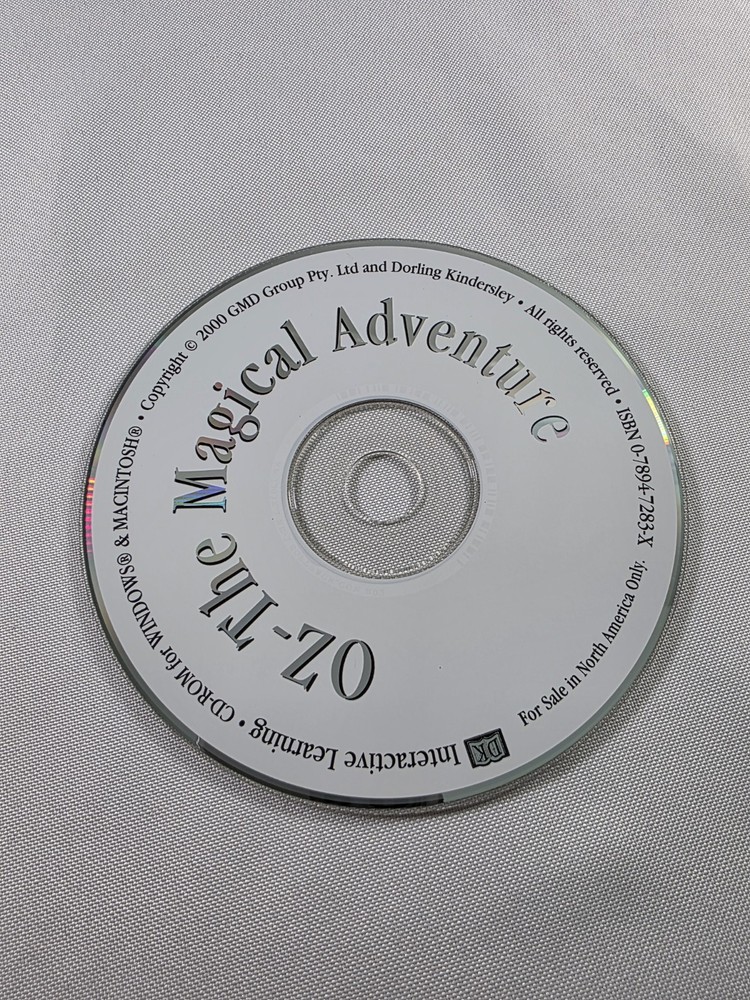 OZ-The Magical Adventure
DK Interactive Learning • CD-ROM for WINDOWS® & MACINTOSH® • Copyright © 2000 GMD Group Pty. Ltd and Dorling Kindersley • All rights reserved • ISBN 0-7894-7283-X
For Sale in North America Only.